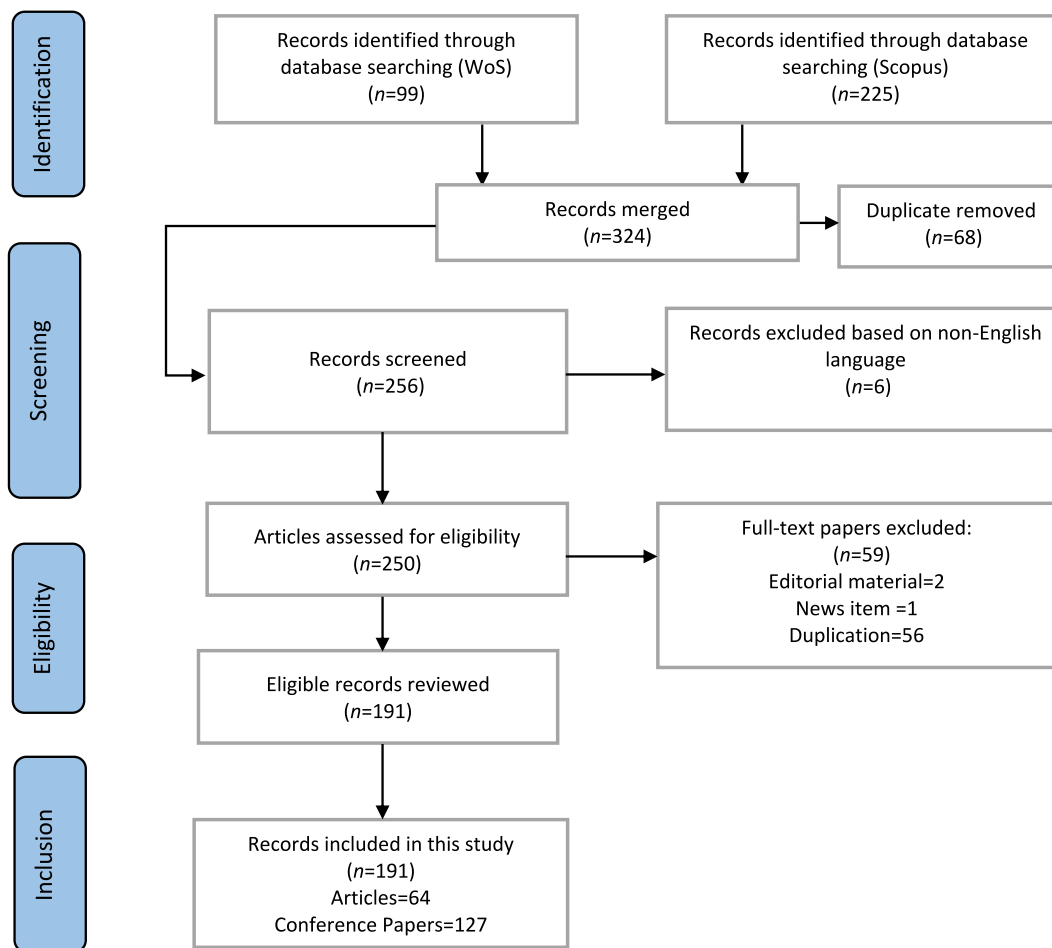 Identification
Records identified through
database searching (WoS)
(n=99)
Records identified through database
searching (Scopus)
(n=225)
Records merged
(n=324)
Duplicate removed
(n=68)
Screening
Records screened
(n=256)
Records excluded based on non-English
language
(n=6)
Eligibility
Articles assessed for eligibility
(n=250)
Full-text papers excluded:
(n=59)
Editorial material=2
News item =1
Duplication=56
Eligible records reviewed
(n=191)
Inclusion
Records included in this study
(n=191)
Articles=64
Conference Papers=127